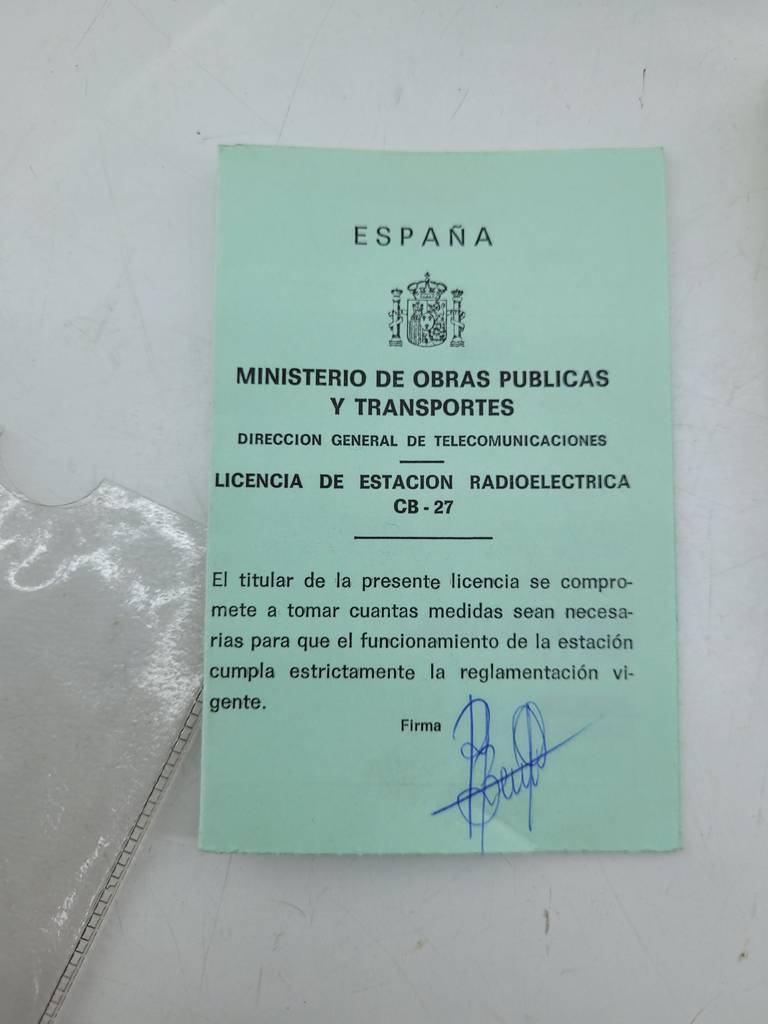 ESPAÑA
MINISTERIO DE OBRAS PUBLICAS
Y TRANSPORTES
DIRECCION GENERAL DE TELECOMUNICACIONES
LICENCIA DE ESTACION RADIOELECTRICA
CB - 27
El titular de la presente licencia se compro-
mete a tomar cuantas medidas sean necesa-
rias para que el funcionamiento de la estación
cumpla estrictamente la reglamentación vi-
gente.
Firma